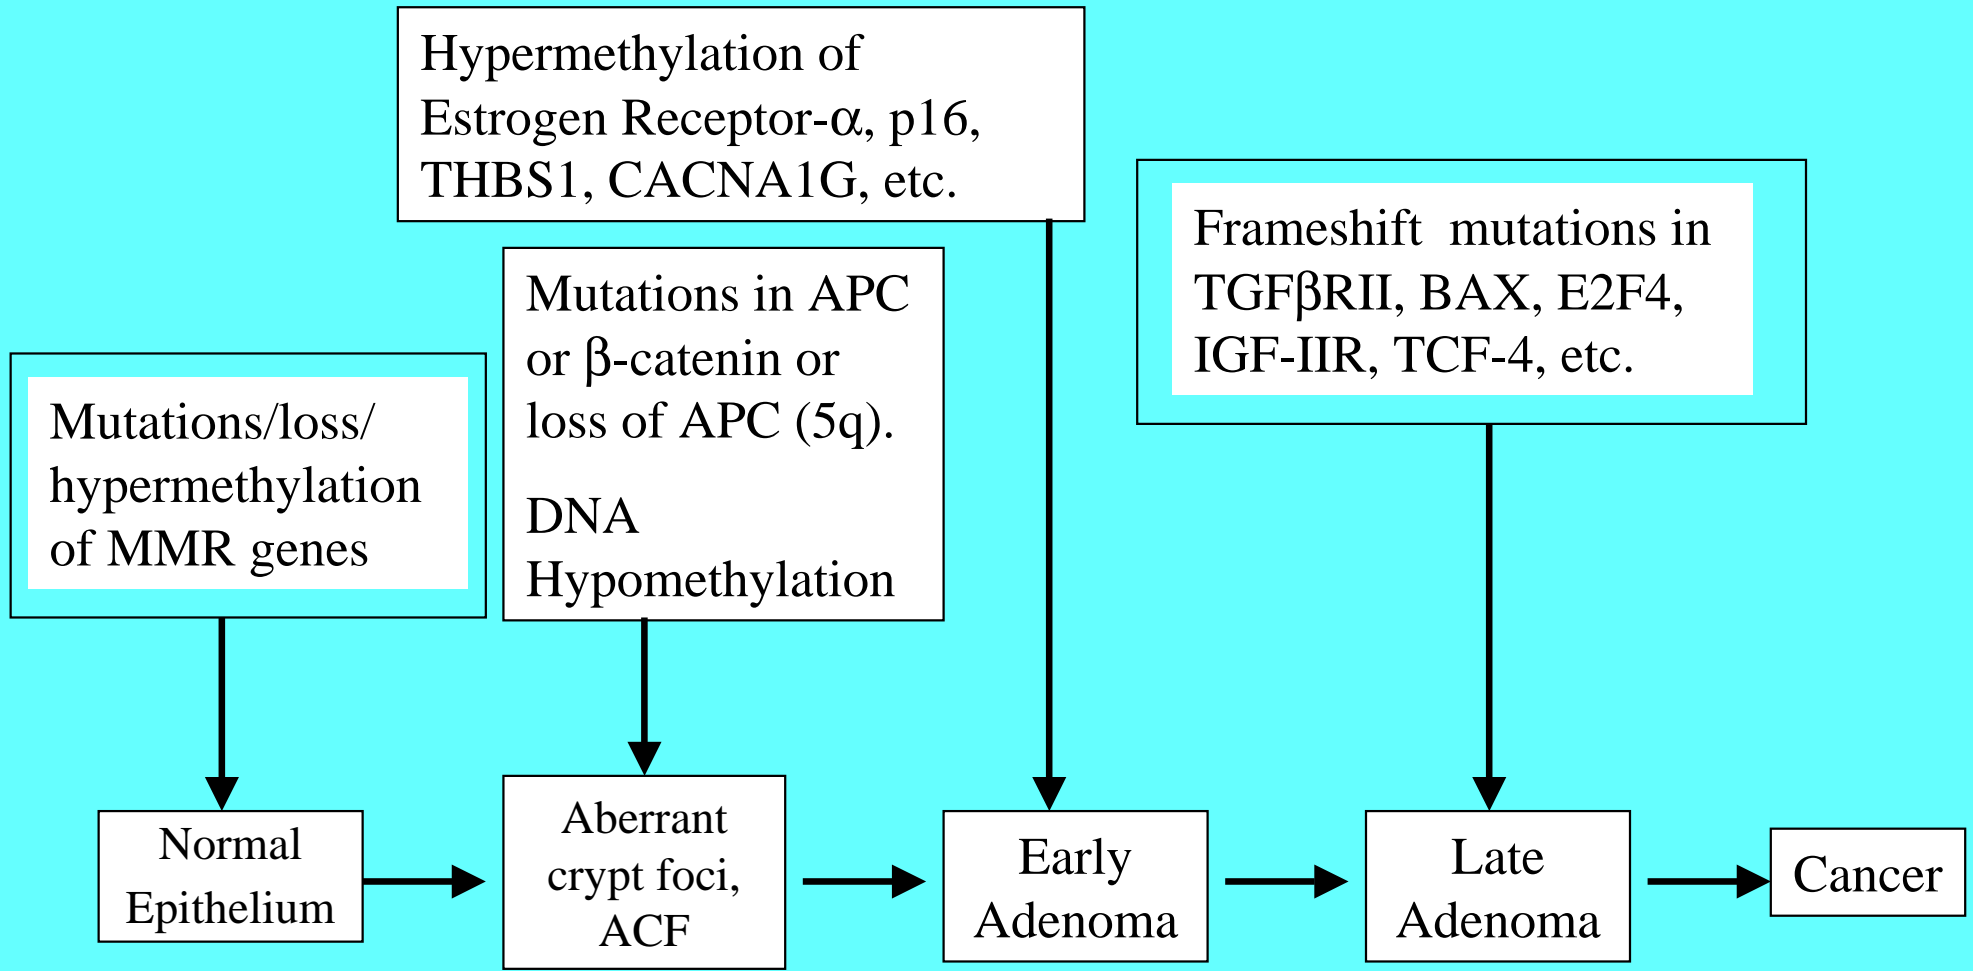 Hypermethylation of
Estrogen Receptor-α, p16,
THBS1, CACNA1G, etc.
Frameshift mutations in
TGFβRII, BAX, E2F4,
IGF-IIR, TCF-4, etc.
Mutations in APC
or β-catenin or
loss of APC (5q).
DNA
Hypomethylation
Mutations/loss/
hypermethylation
of MMR genes
Normal
Epithelium
Aberrant
crypt foci,
ACF
Early
Adenoma
Late
Adenoma
Cancer